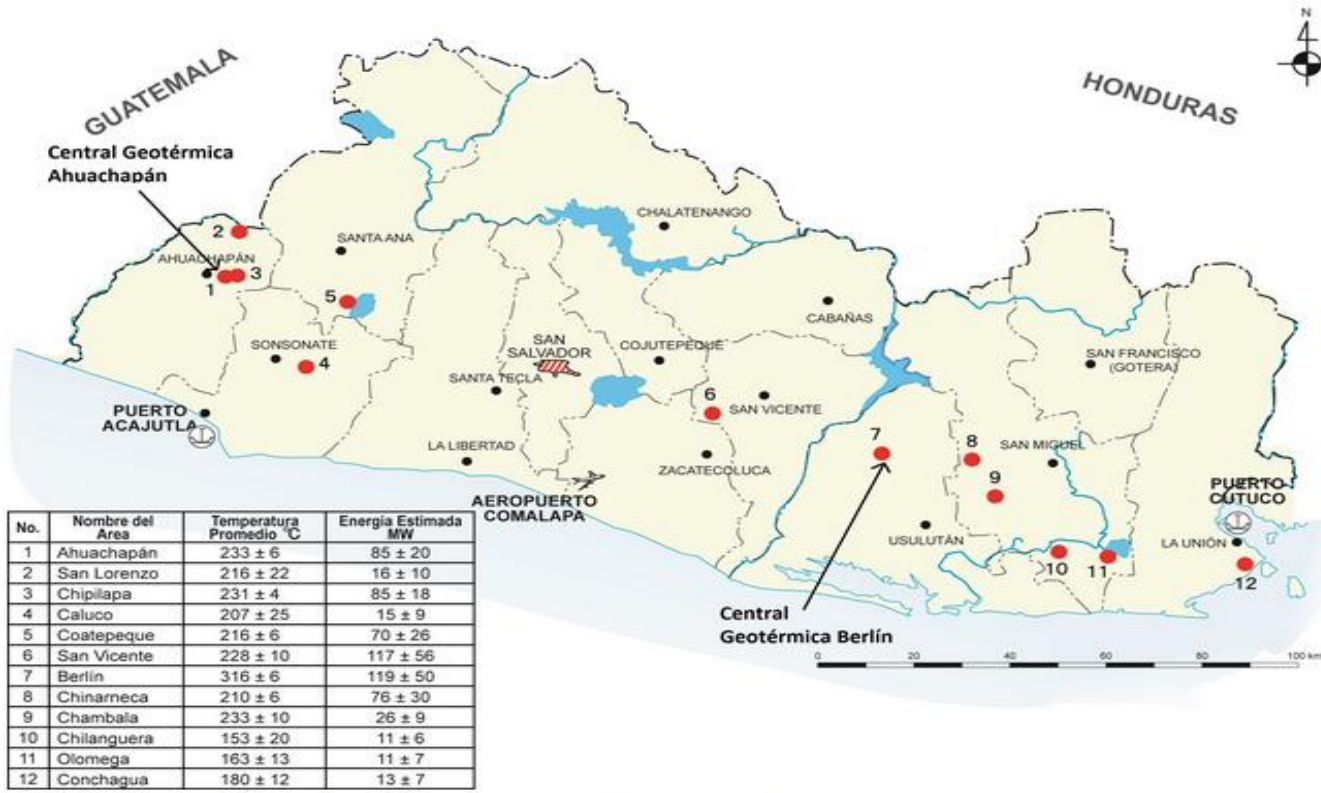 N
GUATEMALA
HONDURAS
Central Geotérmica
Ahuachapán
CHALATENANGO
2
SANTA ANA
AHUACHAPÁN
1
3
5
CABAÑAS
SONSONATE
4
SAN
SALVADOR
COJUTEPEQUE
SAN FRANCISCO
(GOTERA)
SANTA TECLA
6
SAN VICENTE
PUERTO
ACAJUTLA
LA LIBERTAD
ZACATECOLUCA
7
8
SAN MIGUEL
9
PUERTO
CUTUCO
AEROPUERTO
COMALAPA
USULUTÁN
LA UNIÓN
10
11
12
Central
Geotérmica Berlín
0 20 40 60 80 100 km
No. Nombre del Area Temperatura Promedio °C Energia Estimada MW
1 Ahuachapán 233 ± 6 85 ± 20
2 San Lorenzo 216 ± 22 16 ± 10
3 Chipilapa 231 ± 4 85 ± 18
4 Caluco 207 ± 25 15 ± 9
5 Coatepeque 216 ± 6 70 ± 26
6 San Vicente 228 ± 10 117 ± 56
7 Berlín 316 ± 6 119 ± 50
8 Chinarneca 210 ± 6 76 ± 30
9 Chambala 233 ± 10 26 ± 9
10 Chilanguera 153 ± 20 11 ± 6
11 Olomega 163 ± 13 11 ± 7
12 Conchagua 180 ± 12 13 ± 7